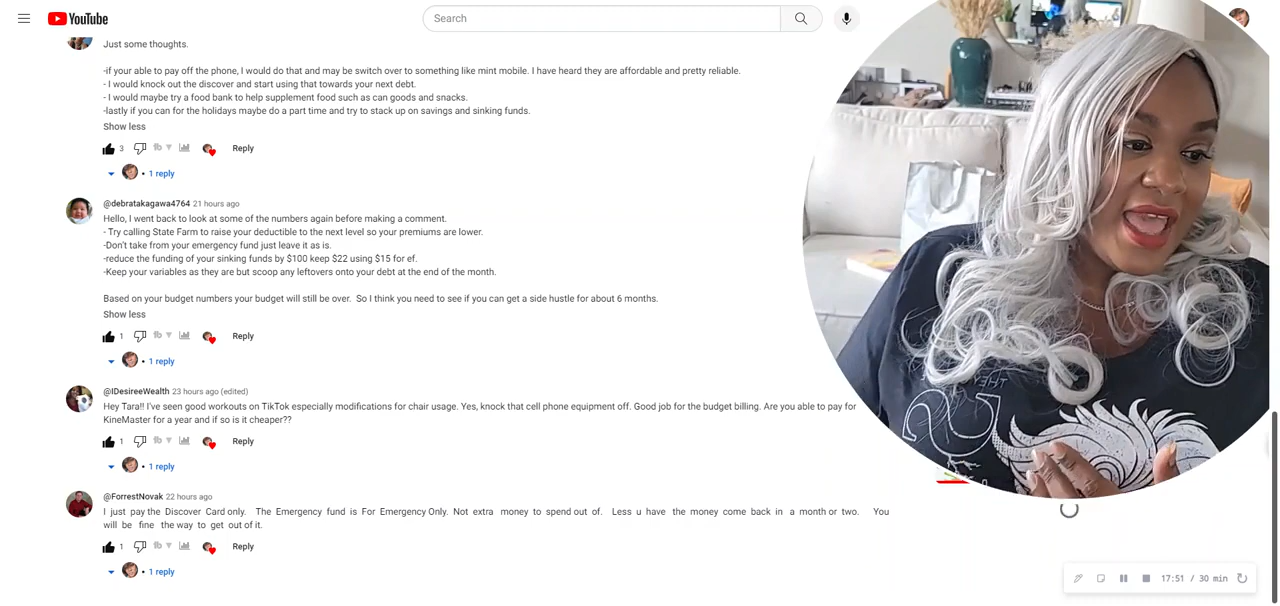 YouTube
Search
Just some thoughts.
-if your able to pay off the phone, I would do that and may be switch over to something like mint mobile. I have heard they are affordable and pretty reliable.
- I would knock out the discover and start using that towards your next debt.
- I would maybe try a food bank to help supplement food such as can goods and snacks.
-lastly if you can for the holidays maybe do a part time and try to stack up on savings and sinking funds.
Show less
3 Reply
• 1 reply
@debratakagawa4764 21 hours ago
Hello, I went back to look at some of the numbers again before making a comment.
- Try calling State Farm to raise your deductible to the next level so your premiums are lower.
-Don't take from your emergency fund just leave it as is.
-reduce the funding of your sinking funds by $100 keep $22 using $15 for ef.
-Keep your variables as they are but scoop any leftovers onto your debt at the end of the month.
Based on your budget numbers your budget will still be over. So I think you need to see if you can get a side hustle for about 6 months.
Show less
1 Reply
• 1 reply
@IDesireeWealth 23 hours ago (edited)
Hey Tara!! I've seen good workouts on TikTok especially modifications for chair usage. Yes, knock that cell phone equipment off. Good job for the budget billing. Are you able to pay for
KineMaster for a year and if so is it cheaper??
1 Reply
• 1 reply
@ForrestNovak 22 hours ago
I just pay the Discover Card only. The Emergency fund is For Emergency Only. Not extra money to spend out of. Less u have the money come back in a month or two. You
will be fine the way to get out of it.
1 Reply
• 1 reply
17:51 / 30 min